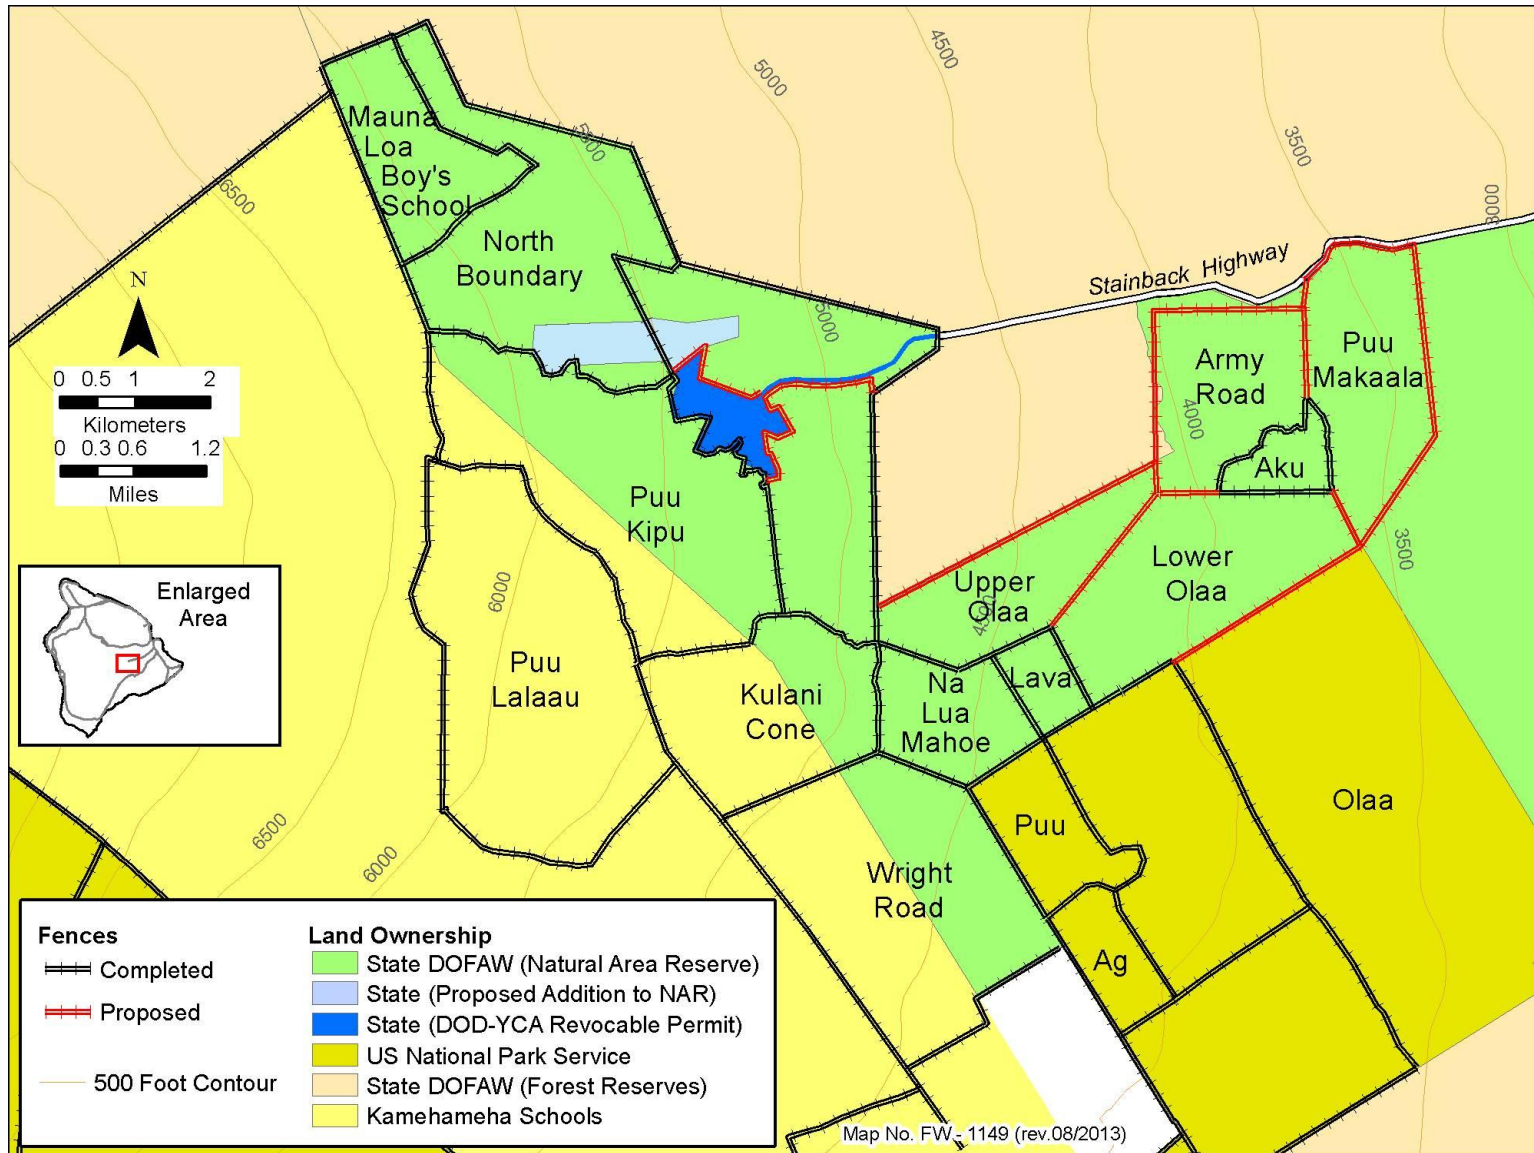 4500
5000
5500
3500
3000
6500
Mauna
Loa
Boy's
School
North
Boundary
Stainback Highway
N
0 0.5 1 2
Kilometers
0 0.3 0.6 1.2
Miles
5000
Army
Road
Puu
Makaala
4000
Aku
Puu
Kipu
3500
Lower
Olaa
Upper
Olaa
4500
6000
Enlarged
Area
Puu
Lalaau
Kulani
Cone
Na
Lua
Mahoe
Lava
Olaa
Puu
6500
6000
Wright
Road
Ag
Fences
Completed
Proposed
500 Foot Contour
Land Ownership
State DOFAW (Natural Area Reserve)
State (Proposed Addition to NAR)
State (DOD-YCA Revocable Permit)
US National Park Service
State DOFAW (Forest Reserves)
Kamehameha Schools
Map No. FW - 1149 (rev.08/2013)